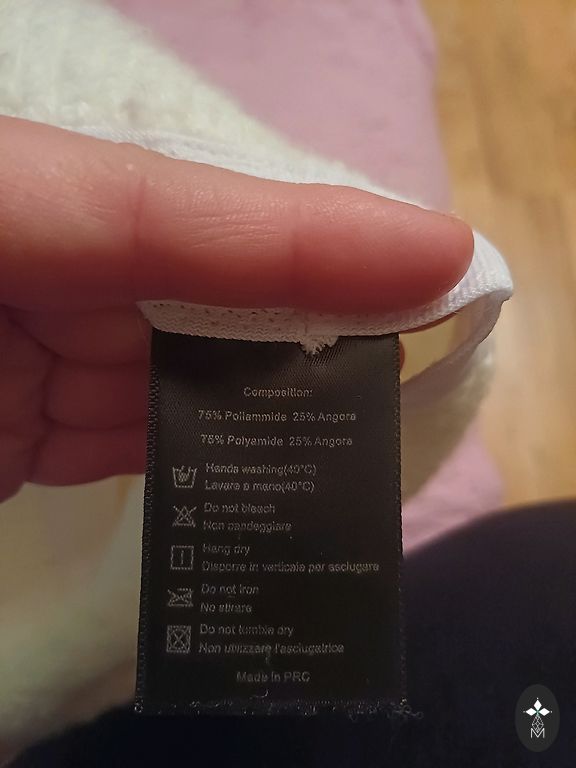 Composition:
75% Poliammide 25% Angora
75% Polyamide 25% Angora
Hands washing(40°C)
Lavare a mano(40°C)
Do not bleach
Non candeggiare
Hang dry
Disporre in verticale per asciugare
Do not iron
No stirare
Do not tumble dry
Non utilizzare l'asciugatrice
Made in PRC